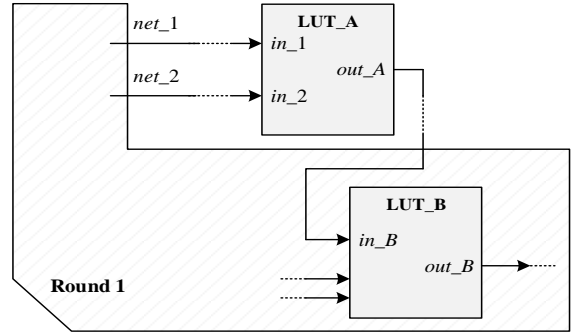 net_1
LUT_A
in_1
net_2
out_A
in_2
LUT_B
in_B
out_B
Round 1